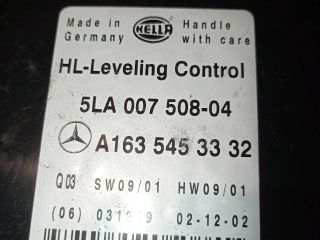 Made in HELLA Handle
Germany with care
HL-Leveling Control
5LA 007 508-04
A163 545 33 32
Q03 SW09/01 HW09/01
(06) 031119 02-12-02